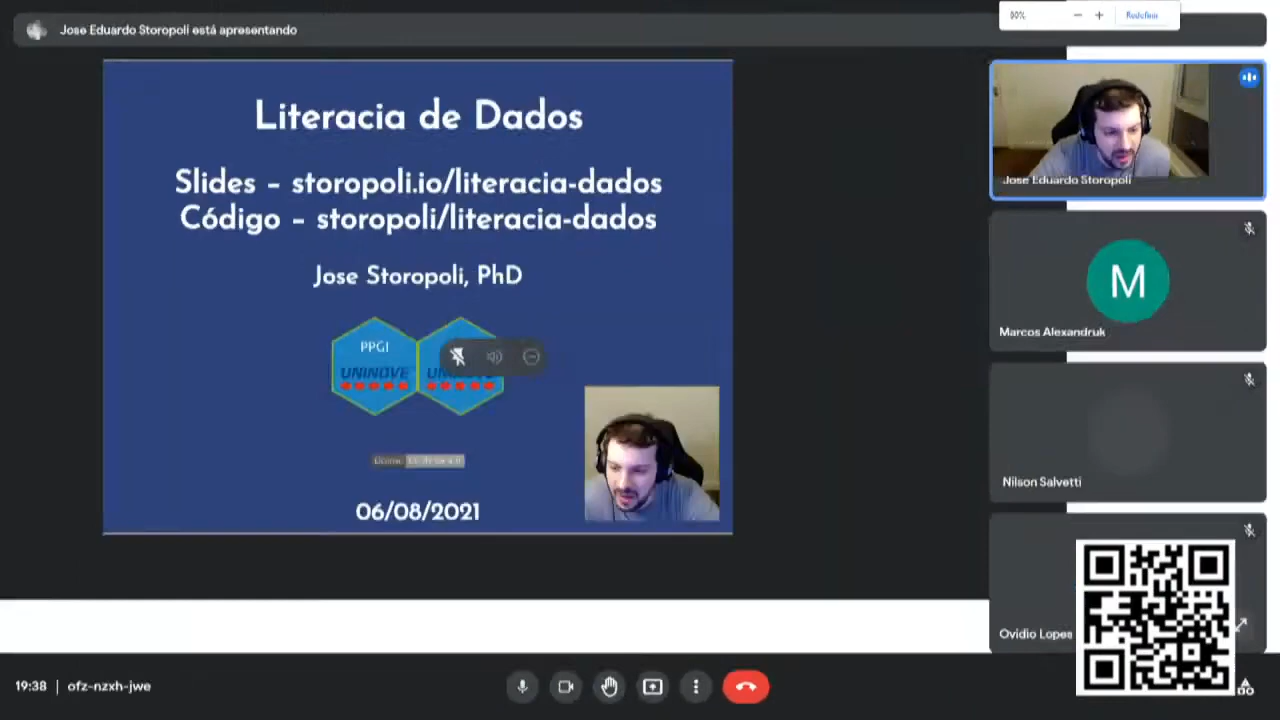 Jose Eduardo Storopoli está apresentando
90%
Redefinir
Literacia de Dados
Slides – storopoli.io/literacia-dados
Código – storopoli/literacia-dados
Jose Storopoli, PhD
PPGI
UNINOVE
06/08/2021
Jose Eduardo Storopoli
M
Marcos Alexandruk
Nilson Salvetti
Ovidio Lopes
19:38 | ofz-nzxh-jwe